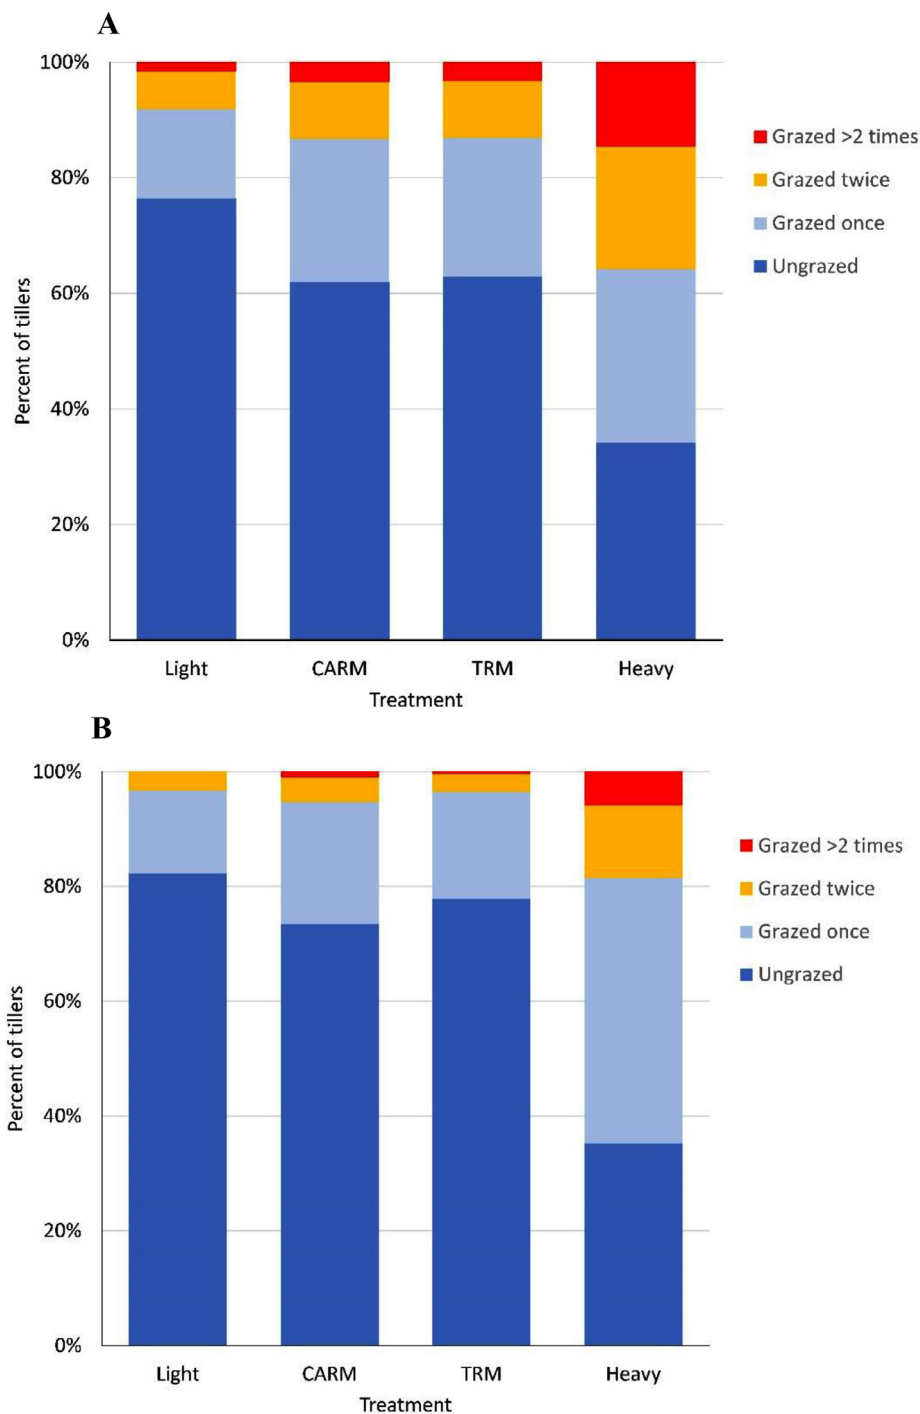 A
100%
80%
60%
40%
20%
0%
Percent of tillers
Grazed >2 times
Grazed twice
Grazed once
Ungrazed
Light CARM TRM Heavy
Treatment
B
100%
80%
60%
40%
20%
0%
Percent of tillers
Grazed >2 times
Grazed twice
Grazed once
Ungrazed
Light CARM TRM Heavy
Treatment